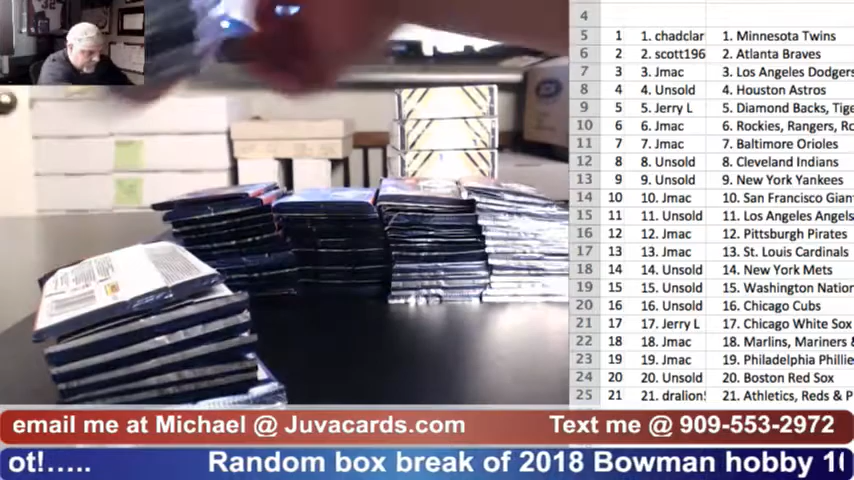 4
5 1 1. chadclar 1. Minnesota Twins
6 2 2. scott196 2. Atlanta Braves
7 3 3. Jmac 3. Los Angeles Dodgers
8 4 4. Unsold 4. Houston Astros
9 5 5. Jerry L 5. Diamond Backs, Tige
10 6 6. Jmac 6. Rockies, Rangers, Ro
11 7 7. Jmac 7. Baltimore Orioles
12 8 8. Unsold 8. Cleveland Indians
13 9 9. Unsold 9. New York Yankees
14 10 10. Jmac 10. San Francisco Giant
15 11 11. Unsold 11. Los Angeles Angels
16 12 12. Jmac 12. Pittsburgh Pirates
17 13 13. Jmac 13. St. Louis Cardinals
18 14 14. Unsold 14. New York Mets
19 15 15. Unsold 15. Washington Nation
20 16 16. Unsold 16. Chicago Cubs
21 17 17. Jerry L 17. Chicago White Sox
22 18 18. Jmac 18. Marlins, Mariners &
23 19 19. Jmac 19. Philadelphia Phillie
24 20 20. Unsold 20. Boston Red Sox
25 21 21. dralion! 21. Athletics, Reds & P
email me at Michael @ Juvacards.com Text me @ 909-553-2972
ot!….. Random box break of 2018 Bowman hobby 10